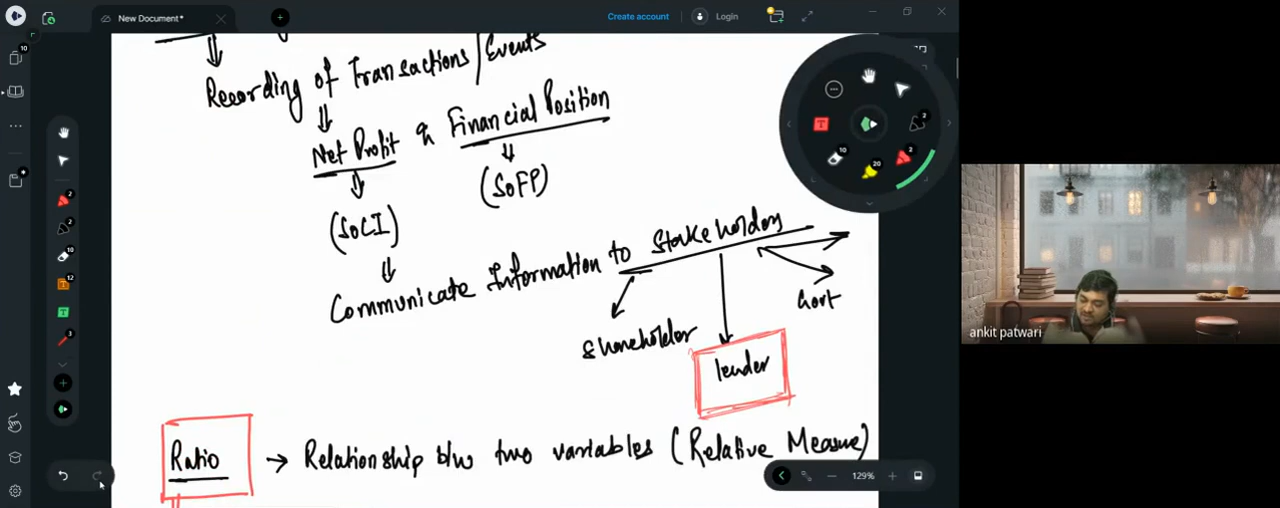 New Document*
Create account
Login
Recording of Transactions/Events
Net Profit & Financial Position
(SoFP)
(SoCI)
Communicate Information to Stakeholders
Shareholder
lender
Govt
Ratio → Relationship b/w two variables (Relative Measure)
129%
ankit patwari